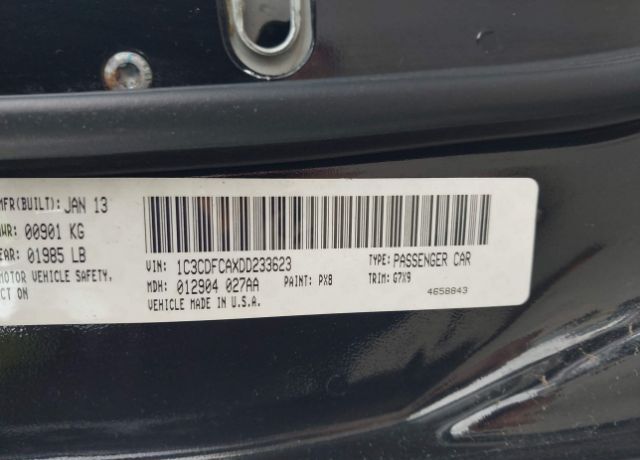 MFR(BUILT): JAN 13
00901 KG
01985 LB
MOTOR VEHICLE SAFETY,
ON
VIN: 1C3CDFCAXDD233623 TYPE: PASSENGER CAR
MDH: 012904 027AA PAINT: PX8 TRIM: G7X9
VEHICLE MADE IN U.S.A. 4658843